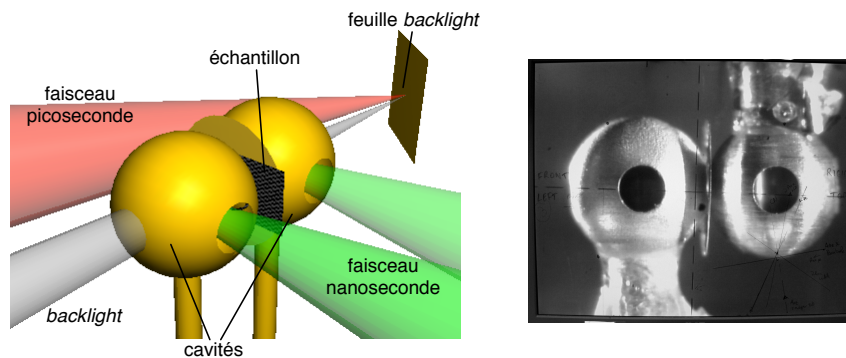 feuille backlight
échantillon
faisceau
picoseconde
faisceau
nanoseconde
backlight
cavités